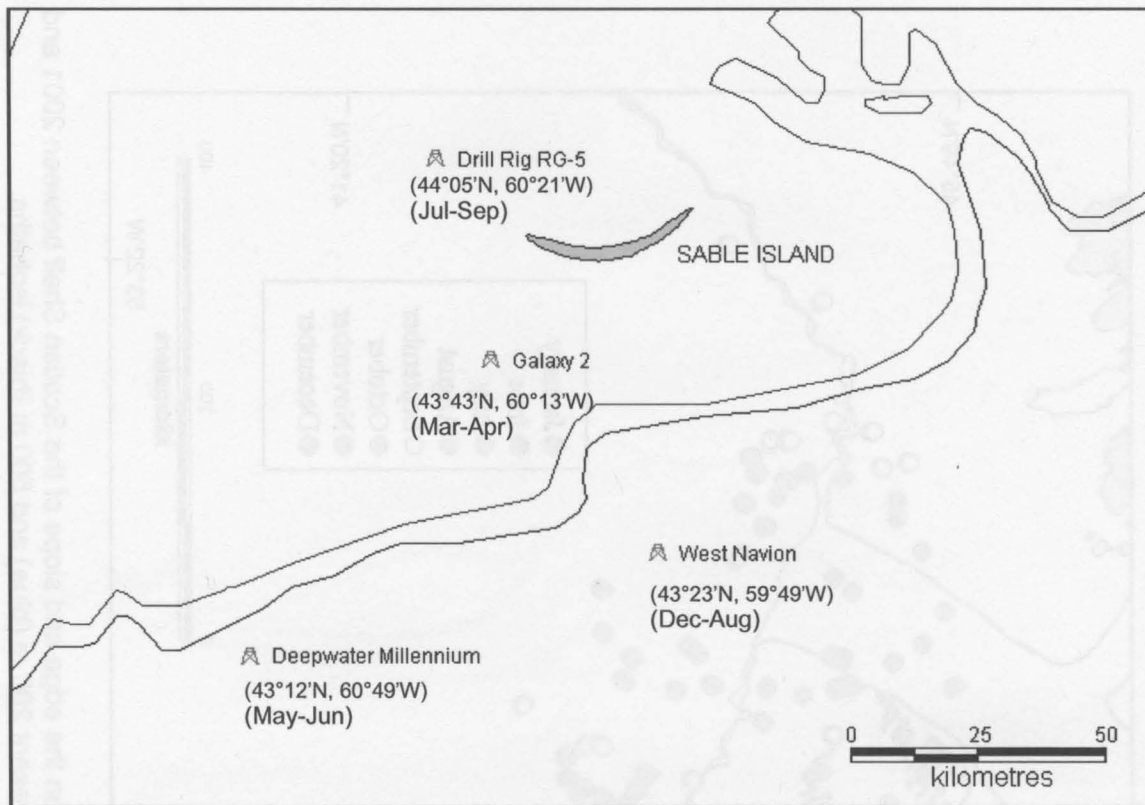 Drill Rig RG-5
(44°05'N, 60°21'W)
(Jul-Sep)
SABLE ISLAND
Galaxy 2
(43°43'N, 60°13'W)
(Mar-Apr)
West Navion
(43°23'N, 59°49'W)
(Dec-Aug)
Deepwater Millennium
(43°12'N, 60°49'W)
(May-Jun)
0 25 50
kilometres